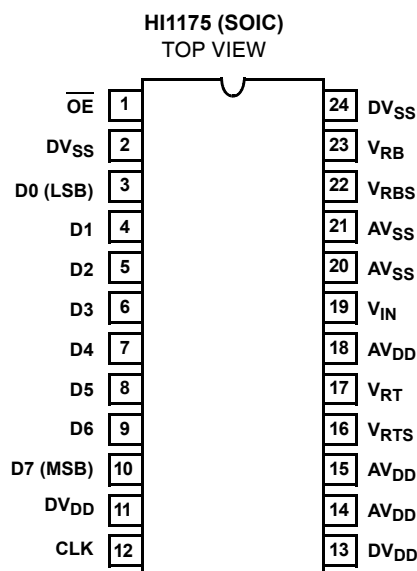 HI1175 (SOIC)
TOP VIEW
OE 1 24 DVSS
DVSS 2 23 VRB
D0 (LSB) 3 22 VRBS
D1 4 21 AVSS
D2 5 20 AVSS
D3 6 19 VIN
D4 7 18 AVDD
D5 8 17 VRT
D6 9 16 VRTS
D7 (MSB) 10 15 AVDD
DVDD 11 14 AVDD
CLK 12 13 DVDD